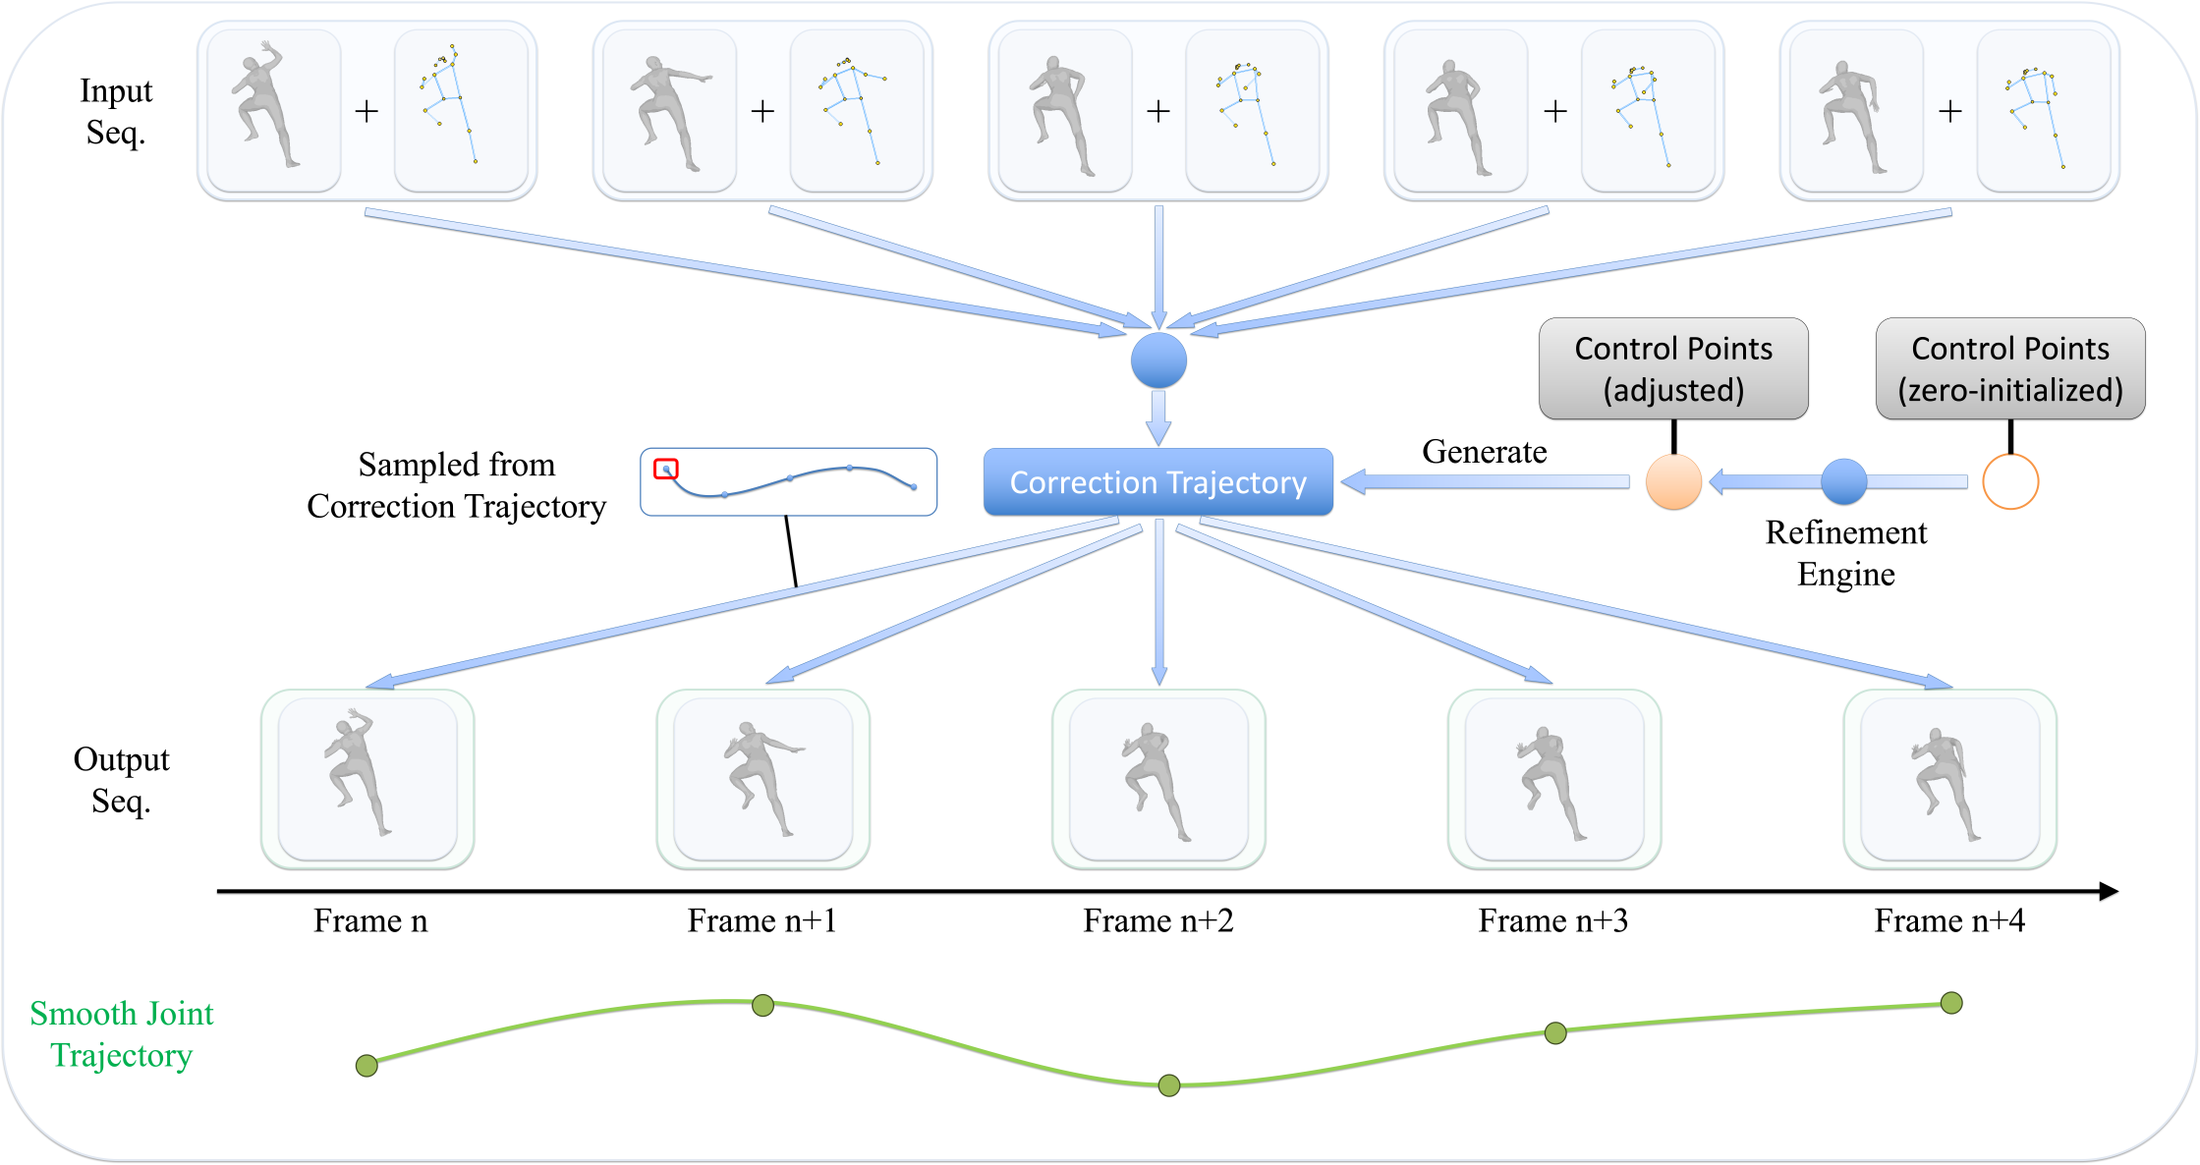 Input
Seq.
+
+
+
+
+
Control Points
(adjusted)
Control Points
(zero-initialized)
Sampled from
Correction Trajectory
Correction Trajectory
Generate
Refinement
Engine
Output
Seq.
Frame n
Frame n+1
Frame n+2
Frame n+3
Frame n+4
Smooth Joint
Trajectory